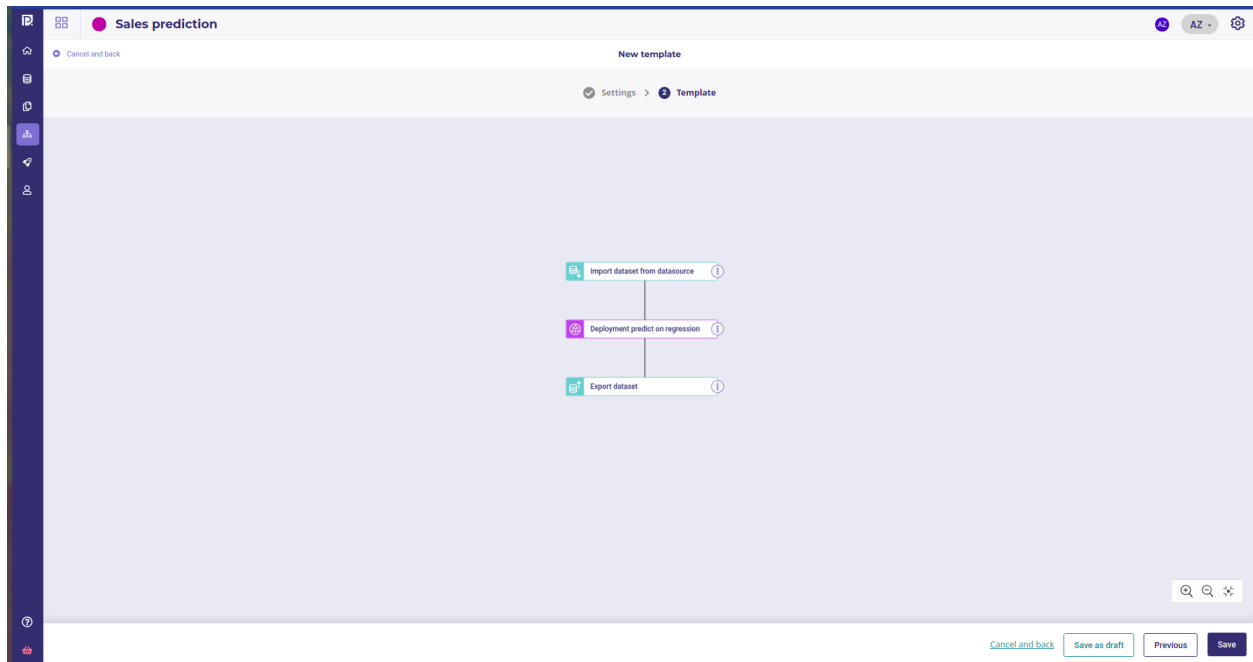 Sales prediction
AZ
AZ
Cancel and back
New template
Settings > 2 Template
Import dataset from datasource
Deployment predict on regression
Export dataset
Cancel and back
Save as draft
Previous
Save